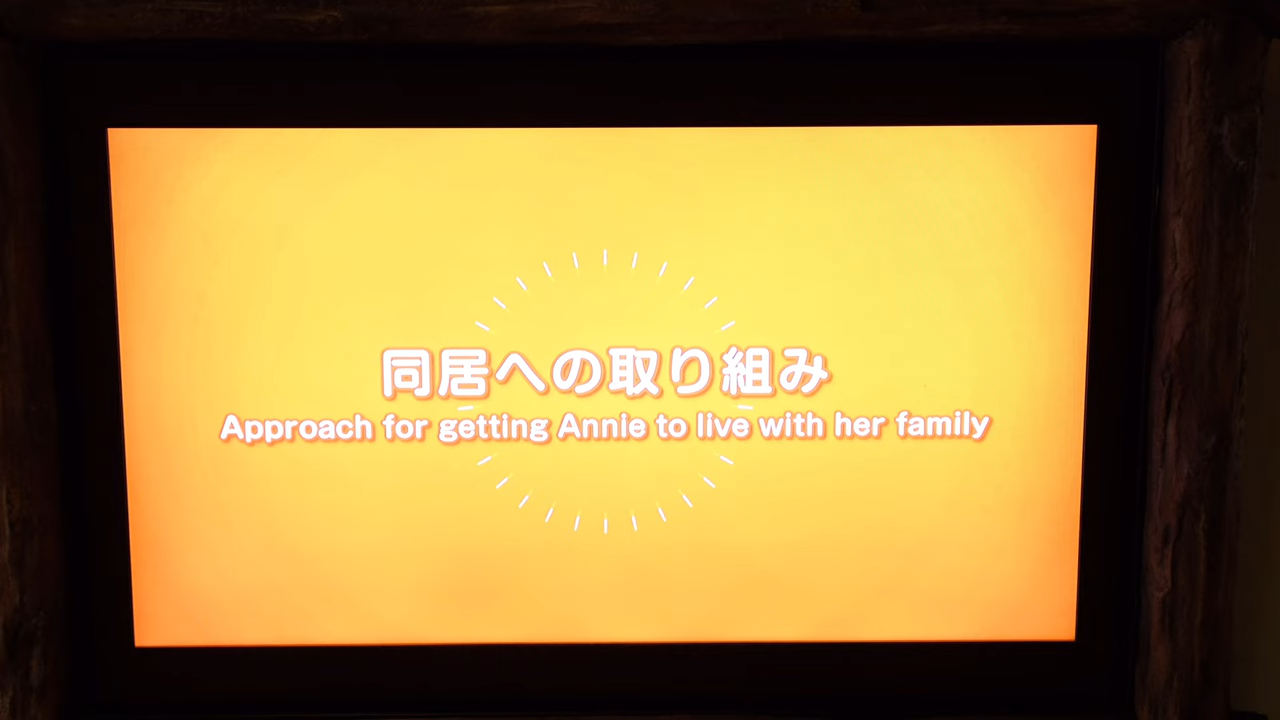 同居への取り組み
Approach for getting Annie to live with her family